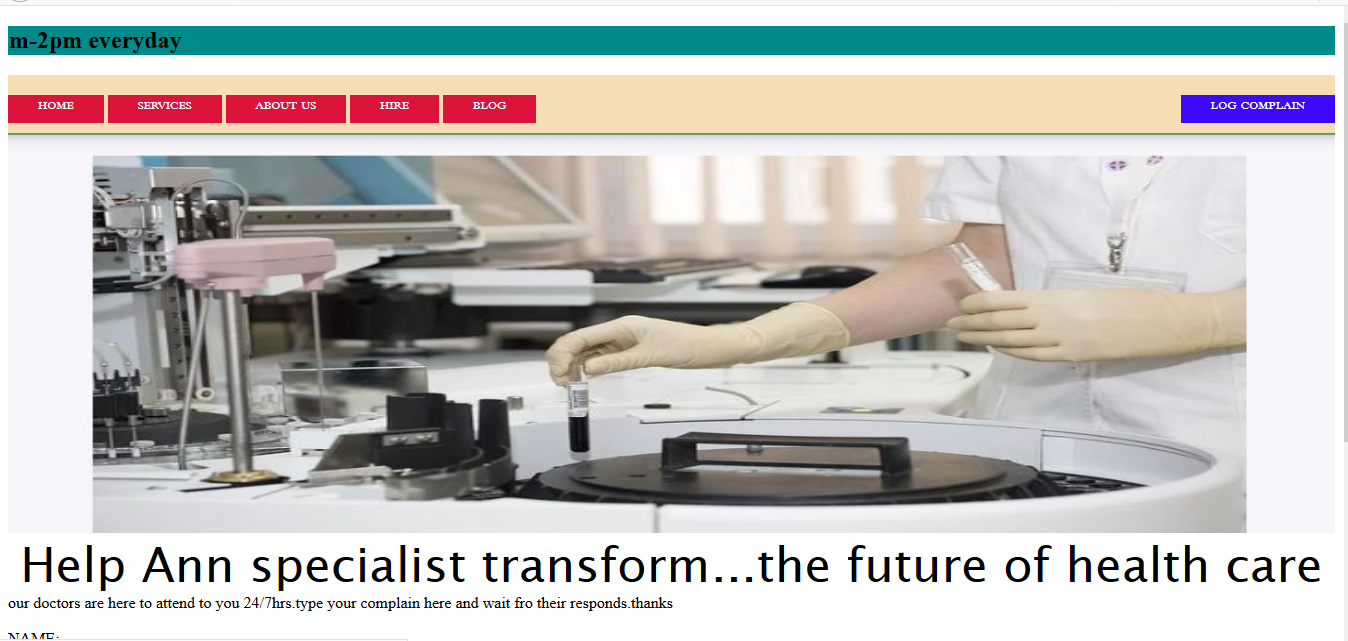 m-2pm everyday
HOME SERVICES ABOUT US HIRE BLOG LOG COMPLAIN
Help Ann specialist transform...the future of health care
our doctors are here to attend to you 24/7hrs.type your complain here and wait fro their responds.thanks
NAME: